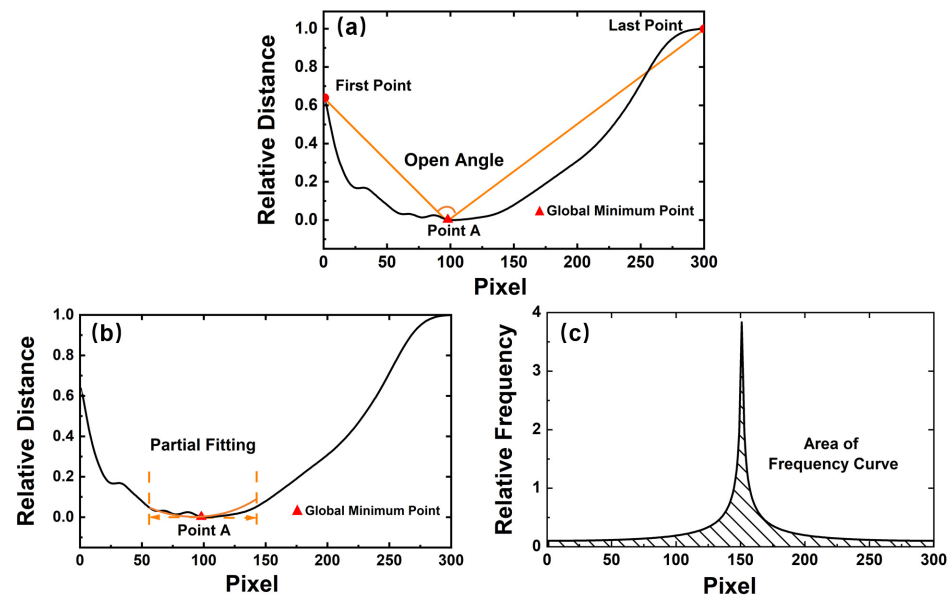 (a)
Last Point
First Point
Open Angle
Global Minimum Point
Point A
Relative Distance
1.0
0.8
0.6
0.4
0.2
0.0
0
50
100
150
200
250
300
Pixel
(b)
Partial Fitting
Global Minimum Point
Point A
Relative Distance
1.0
0.8
0.6
0.4
0.2
0.0
0
50
100
150
200
250
300
Pixel
(c)
Area of
Frequency Curve
Relative Frequency
4
3
2
1
0
0
50
100
150
200
250
300
Pixel